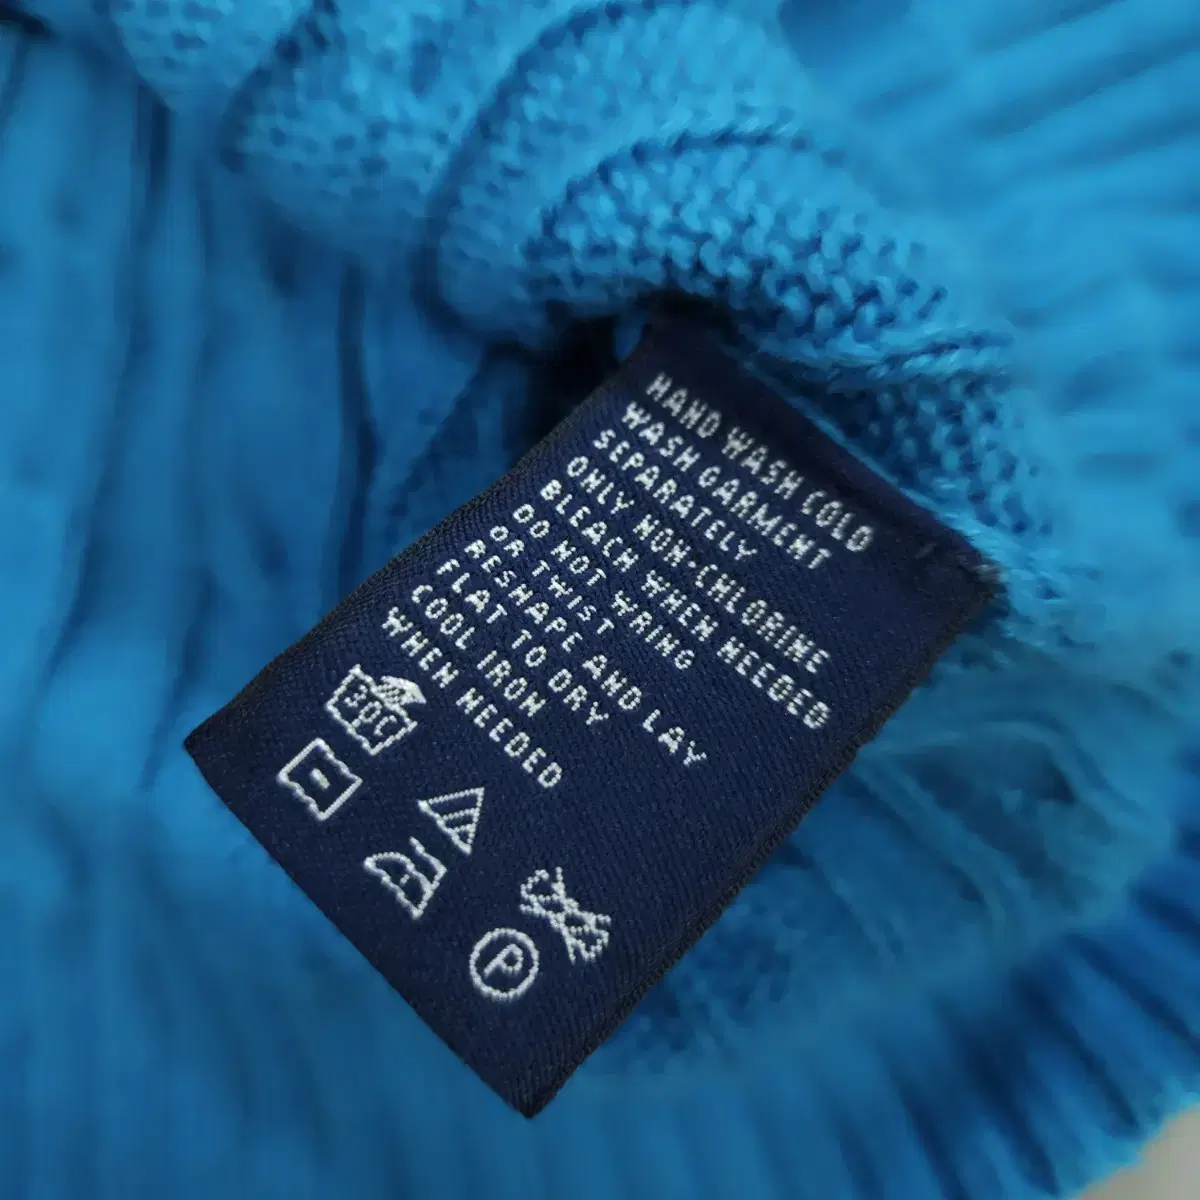 HAND WASH COLD
WASH GARMENT
SEPARATELY
ONLY NON-CHLORINE
BLEACH WHEN NEEDED
DO NOT WRING
OR TWIST
RESHAPE AND LAY
FLAT TO DRY
COOL IRON
WHEN NEEDED
30C
P